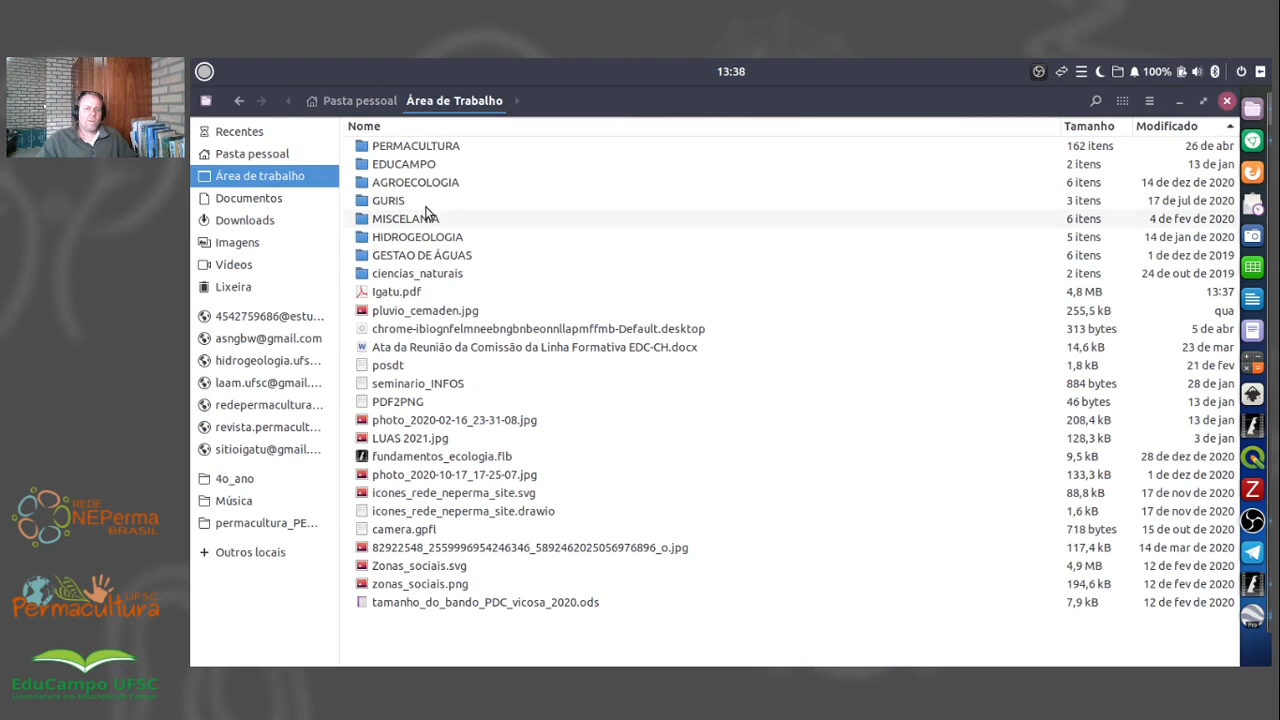 13:38
100%
Pasta pessoal Área de Trabalho
Nome Tamanho Modificado
Recentes
Pasta pessoal
Área de trabalho
Documentos
Downloads
Imagens
Vídeos
Lixeira
4542759686@estu...
asngbw@gmail.com
hidrogeologia.ufs...
laam.ufsc@gmail....
redepermacultura...
revista.permacult...
sitioigatu@gmail....
4o_ano
Música
permacultura_PE...
Outros locais
PERMACULTURA 162 itens 26 de abr
EDUCAMPO 2 itens 13 de jan
AGROECOLOGIA 6 itens 14 de dez de 2020
GURIS 3 itens 17 de jul de 2020
MISCELANIA 6 itens 4 de fev de 2020
HIDROGEOLOGIA 5 itens 14 de jan de 2020
GESTAO DE ÁGUAS 6 itens 1 de dez de 2019
ciencias_naturais 2 itens 24 de out de 2019
Igatu.pdf 4,8 MB 13:37
pluvio_cemaden.jpg 255,5 kB qua
chrome-ibiognfelmneebngbnbeonnllapmffmb-Default.desktop 313 bytes 5 de abr
Ata da Reunião da Comissão da Linha Formativa EDC-CH.docx 14,6 kB 23 de mar
posdt 1,8 kB 21 de fev
seminario_INFOS 884 bytes 28 de jan
PDF2PNG 46 bytes 13 de jan
photo_2020-02-16_23-31-08.jpg 208,4 kB 13 de jan
LUAS 2021.jpg 128,3 kB 3 de jan
fundamentos_ecologia.flb 9,5 kB 28 de dez de 2020
photo_2020-10-17_17-25-07.jpg 133,3 kB 1 de dez de 2020
icones_rede_neperma_site.svg 88,8 kB 17 de nov de 2020
icones_rede_neperma_site.drawio 1,6 kB 17 de nov de 2020
camera.gpfl 718 bytes 15 de out de 2020
82922548_2559996954246346_5892462025056976896_o.jpg 117,4 kB 14 de mar de 2020
Zonas_sociais.svg 4,9 MB 12 de fev de 2020
zonas_sociais.png 194,6 kB 12 de fev de 2020
tamanho_do_bando_PDC_vicosa_2020.ods 7,9 kB 12 de fev de 2020
REDE
NEPerma
BRASIL
UFSC
Permacultura
EduCampo UFSC
Licenciatura em Educação do Campo